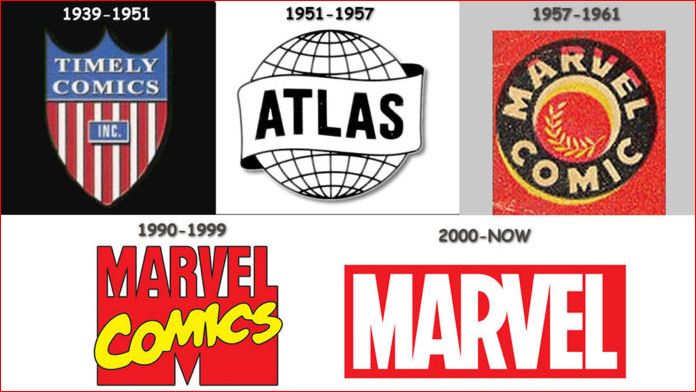 1939-1951
TIMELY
COMICS
INC.
1951-1957
ATLAS
1957-1961
MARVEL
COMIC
1990-1999
MARVEL
COMICS
2000-NOW
MARVEL